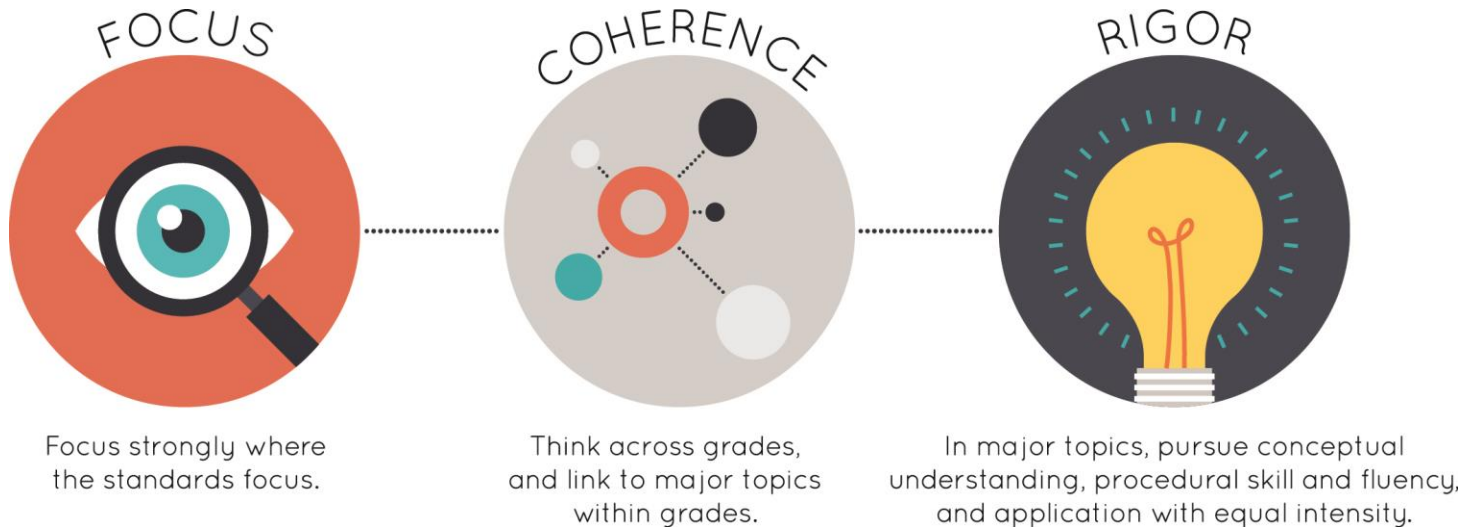 FOCUS
Focus strongly where
the standards focus.
COHERENCE
Think across grades,
and link to major topics
within grades.
RIGOR
In major topics, pursue conceptual
understanding, procedural skill and fluency,
and application with equal intensity.